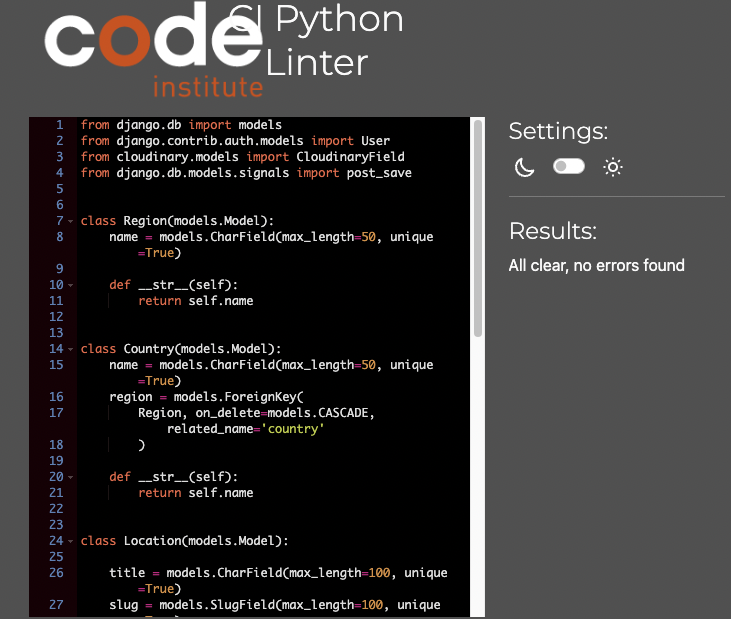 code
institute
CI Python
Linter
1 from django.db import models
2 from django.contrib.auth.models import User
3 from cloudinary.models import CloudinaryField
4 from django.db.models.signals import post_save
5
6
7 class Region(models.Model):
8 name = models.CharField(max_length=50, unique
=True)
9
10 def __str__(self):
11 return self.name
12
13
14 class Country(models.Model):
15 name = models.CharField(max_length=50, unique
=True)
16 region = models.ForeignKey(
17 Region, on_delete=models.CASCADE,
related_name='country'
18 )
19
20 def __str__(self):
21 return self.name
22
23
24 class Location(models.Model):
25
26 title = models.CharField(max_length=100, unique
=True)
27 slug = models.SlugField(max_length=100, unique
Settings:
Results:
All clear, no errors found